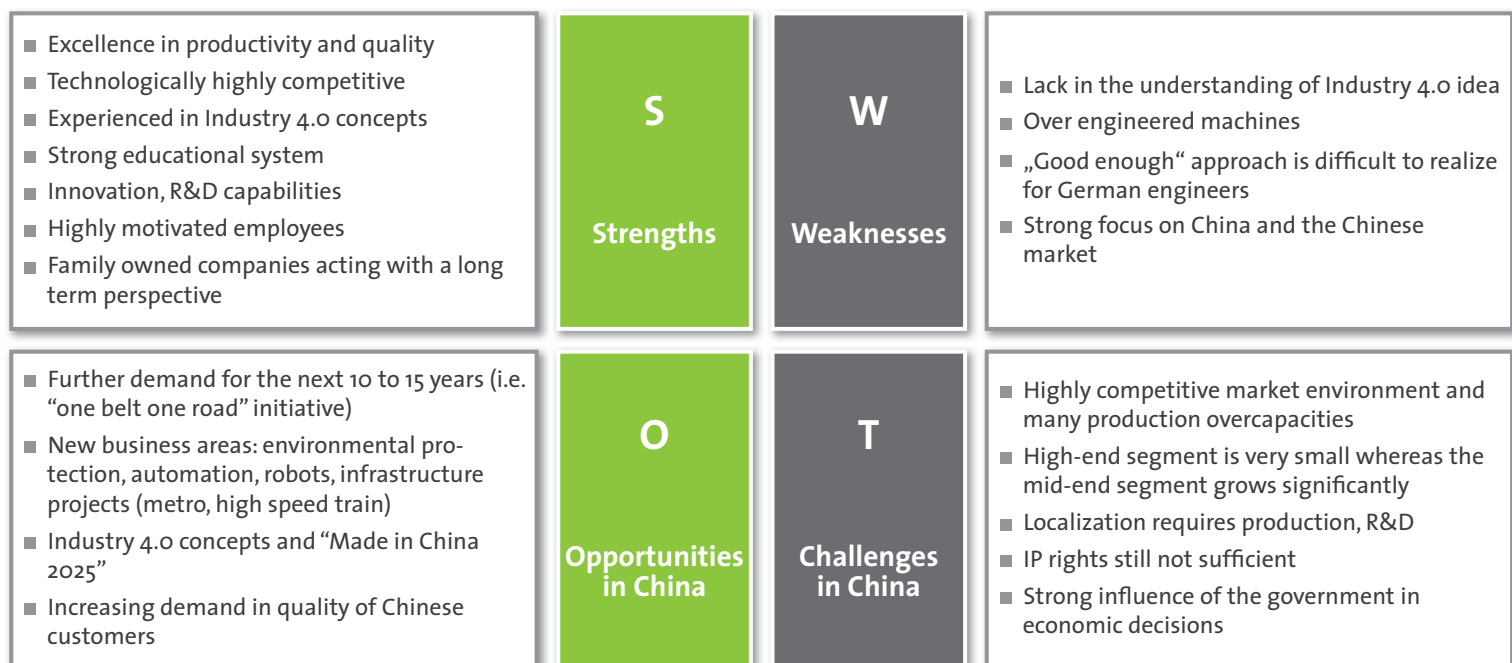 ■ Excellence in productivity and quality
■ Technologically highly competitive
■ Experienced in Industry 4.0 concepts
■ Strong educational system
■ Innovation, R&D capabilities
■ Highly motivated employees
■ Family owned companies acting with a long
term perspective
S
Strengths
W
Weaknesses
■ Lack in the understanding of Industry 4.0 idea
■ Over engineered machines
■ „Good enough“ approach is difficult to realize
for German engineers
■ Strong focus on China and the Chinese
market
■ Further demand for the next 10 to 15 years (i.e.
“one belt one road” initiative)
■ New business areas: environmental pro-
tection, automation, robots, infrastructure
projects (metro, high speed train)
■ Industry 4.0 concepts and “Made in China
2025”
■ Increasing demand in quality of Chinese
customers
O
Opportunities
in China
T
Challenges
in China
■ Highly competitive market environment and
many production overcapacities
■ High-end segment is very small whereas the
mid-end segment grows significantly
■ Localization requires production, R&D
■ IP rights still not sufficient
■ Strong influence of the government in
economic decisions